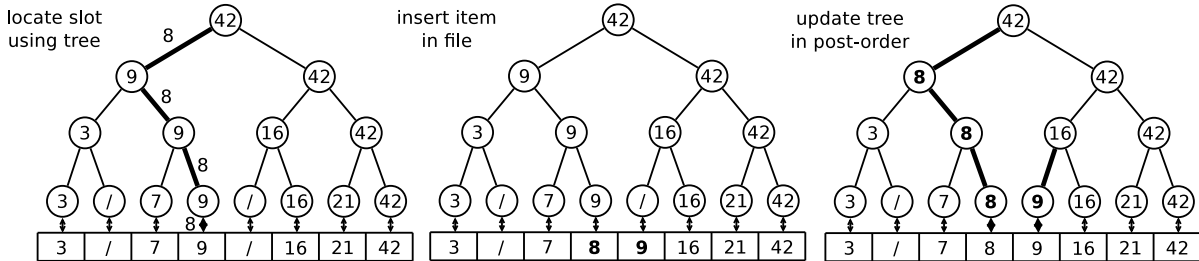 locate slot
using tree
42
8
9
42
8
3
9
16
42
8
3 / 7 9 / 16 21 42
8
3 / 7 9 / 16 21 42
insert item
in file
42
9
42
3
9
16
42
3 / 7 9 / 16 21 42
3 / 7 8 9 16 21 42
update tree
in post-order
42
8
42
3
8
16
42
3 / 7 8 9 16 21 42
3 / 7 8 9 16 21 42